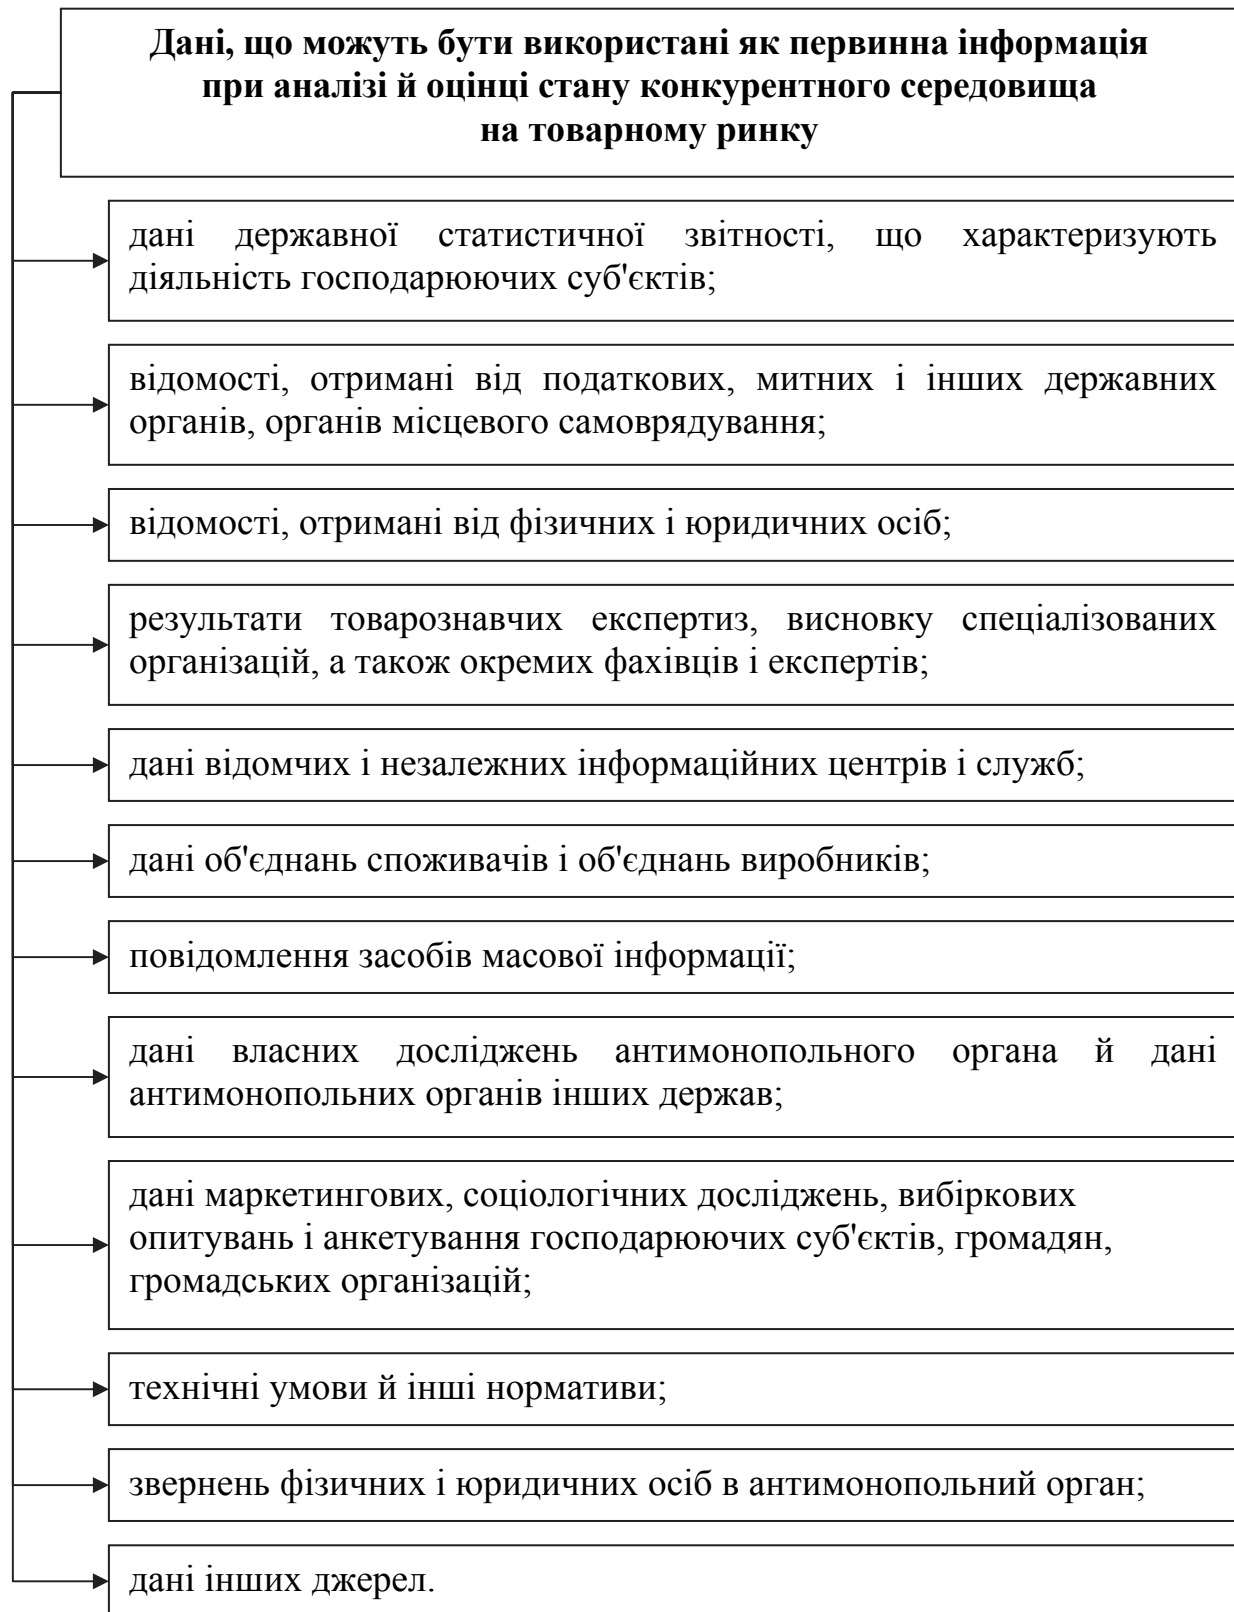 Дані, що можуть бути використані як первинна інформація
при аналізі й оцінці стану конкурентного середовища
на товарному ринку
дані державної статистичної звітності, що характеризують
діяльність господарюючих суб'єктів;
відомості, отримані від податкових, митних і інших державних
органів, органів місцевого самоврядування;
відомості, отримані від фізичних і юридичних осіб;
результати товарознавчих експертиз, висновку спеціалізованих
організацій, а також окремих фахівців і експертів;
дані відомчих і незалежних інформаційних центрів і служб;
дані об'єднань споживачів і об'єднань виробників;
повідомлення засобів масової інформації;
дані власних досліджень антимонопольного органа й дані
антимонопольних органів інших держав;
дані маркетингових, соціологічних досліджень, вибіркових
опитувань і анкетування господарюючих суб'єктів, громадян,
громадських організацій;
технічні умови й інші нормативи;
звернень фізичних і юридичних осіб в антимонопольний орган;
дані інших джерел.